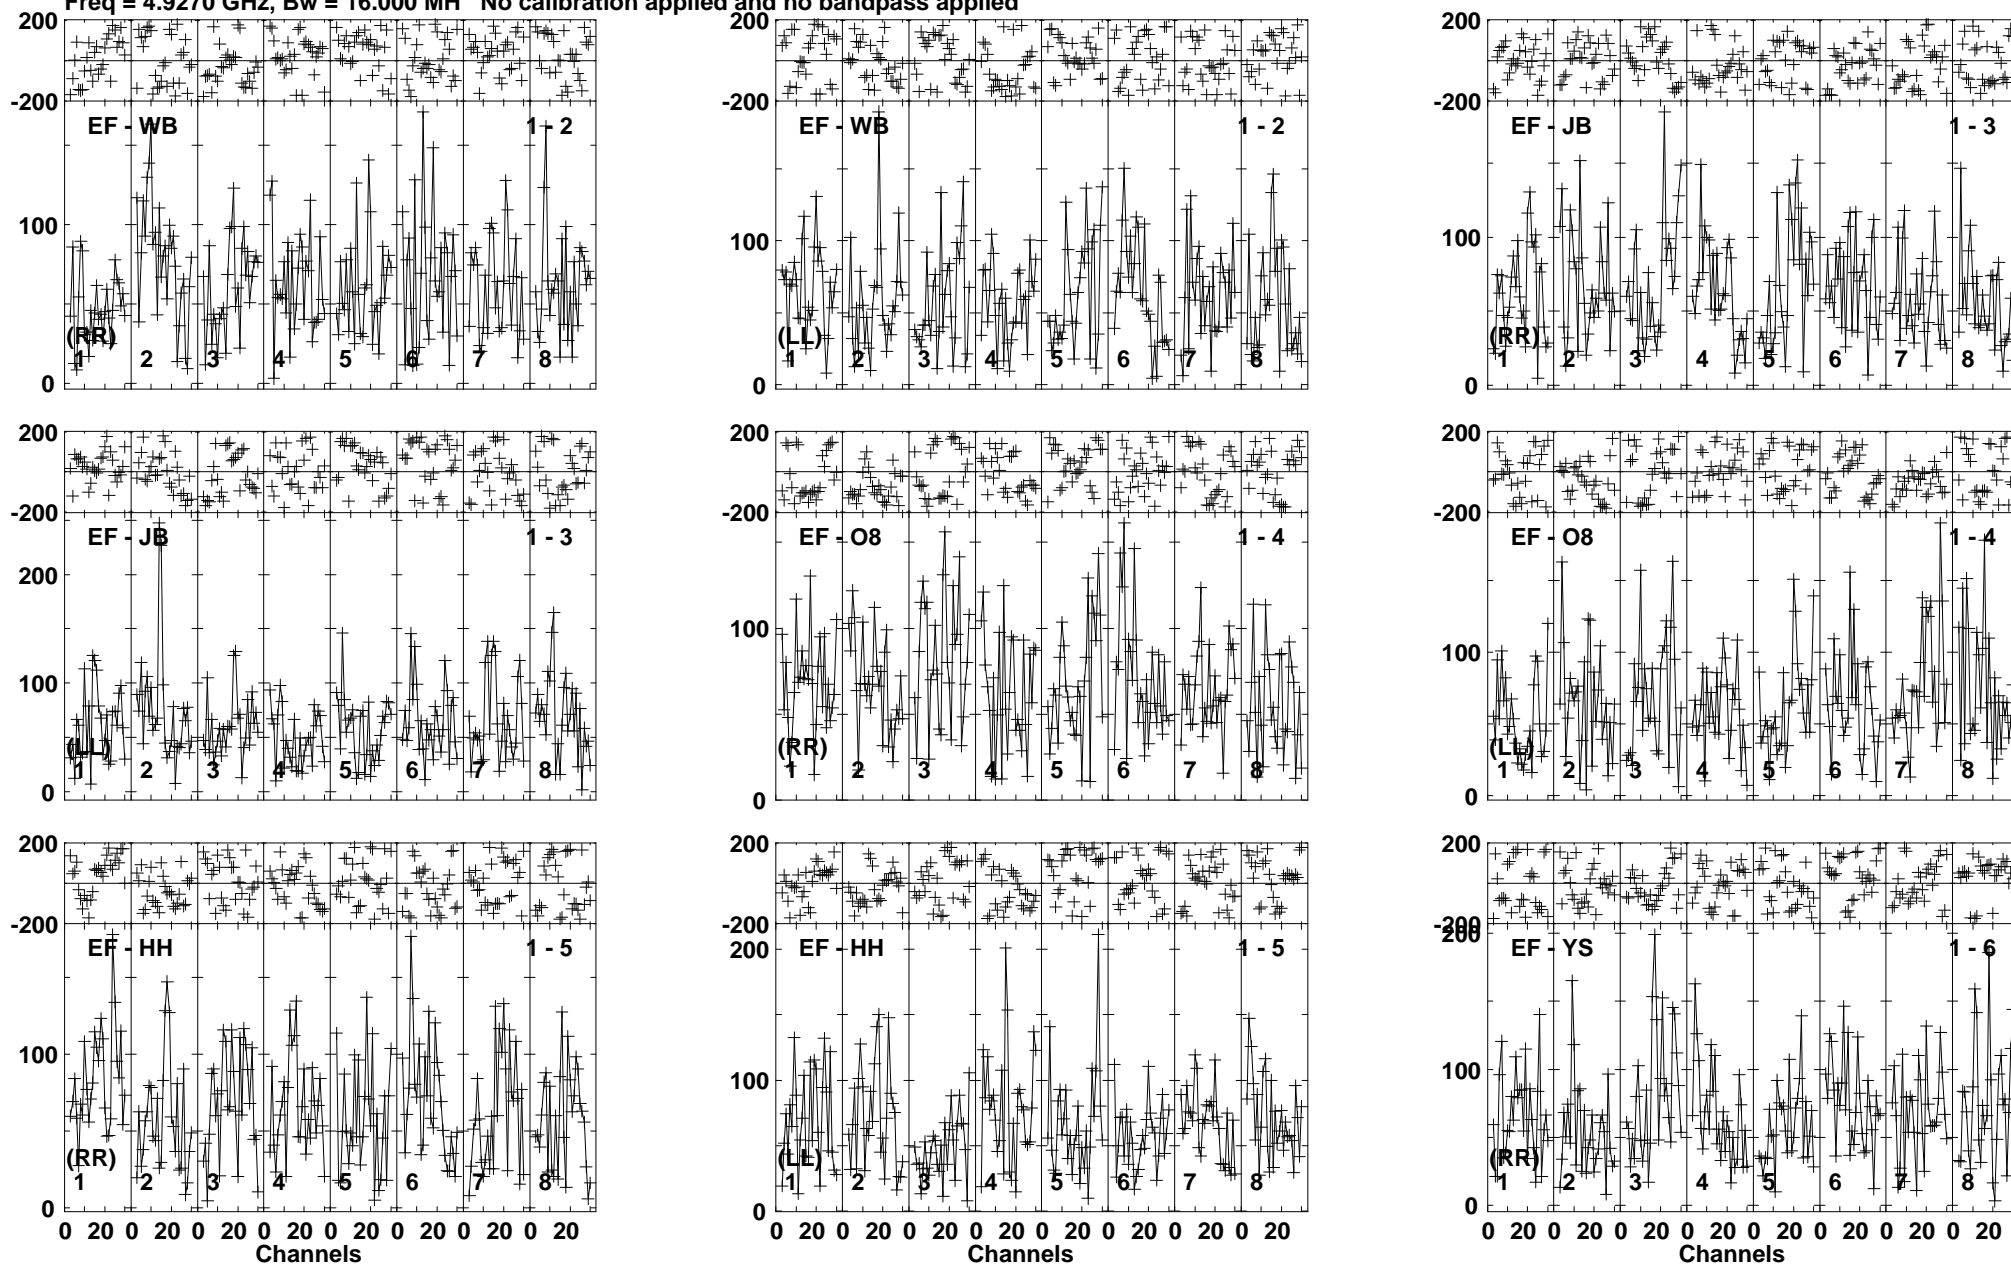 Freq = 4.9270 GHz, Bw = 16.000 MH No calibration applied and no bandpass applied
200 200
-200 -200 -200
EF - WB 1 - 2 EF - WB 1 - 2 EF - JB 1 - 3
100 100 100
(RR) (LL) (RR)
1 2 3 4 5 6 7 8 1 2 3 4 5 6 7 8 1 2 3 4 5 6 7 8
0 0 0
200 200 200
-200 -200 -200
EF - JB 1 - 3 EF - O8 1 - 4 EF - O8 1 - 4
200
100 100 100
(LL) (RR) (LL)
1 2 3 4 5 6 7 8 1 2 3 4 5 6 7 8 1 2 3 4 5 6 7 8
0 0 0
200 200 200
-200 -200 -200
EF - HH 1 - 5 EF - HH 1 - 5 EF - YS 1 - 6
200 200
100 100 100
(RR) (LL) (RR)
1 2 3 4 5 6 7 8 1 2 3 4 5 6 7 8 1 2 3 4 5 6 7 8
0 0 0
0 20 0 20 0 20 0 20 0 20 0 20 0 20 0 20 0 20 0 20 0 20 0 20 0 20 0 20 0 20 0 20 0 20 0 20 0 20 0 20 0 20 0 20 0 20 0 20
Channels Channels Channels